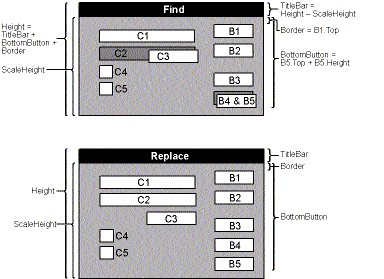 Find
Height =
TitleBar +
BottomButton +
Border
ScaleHeight
C1
C2
C3
C4
C5
B1
B2
B3
B4 & B5
TitleBar =
Height – ScaleHeight
Border = B1.Top
BottomButton =
B5.Top + B5.Height
Replace
Height
ScaleHeight
C1
C2
C3
C4
C5
B1
B2
B3
B4
B5
TitleBar
Border
BottomButton